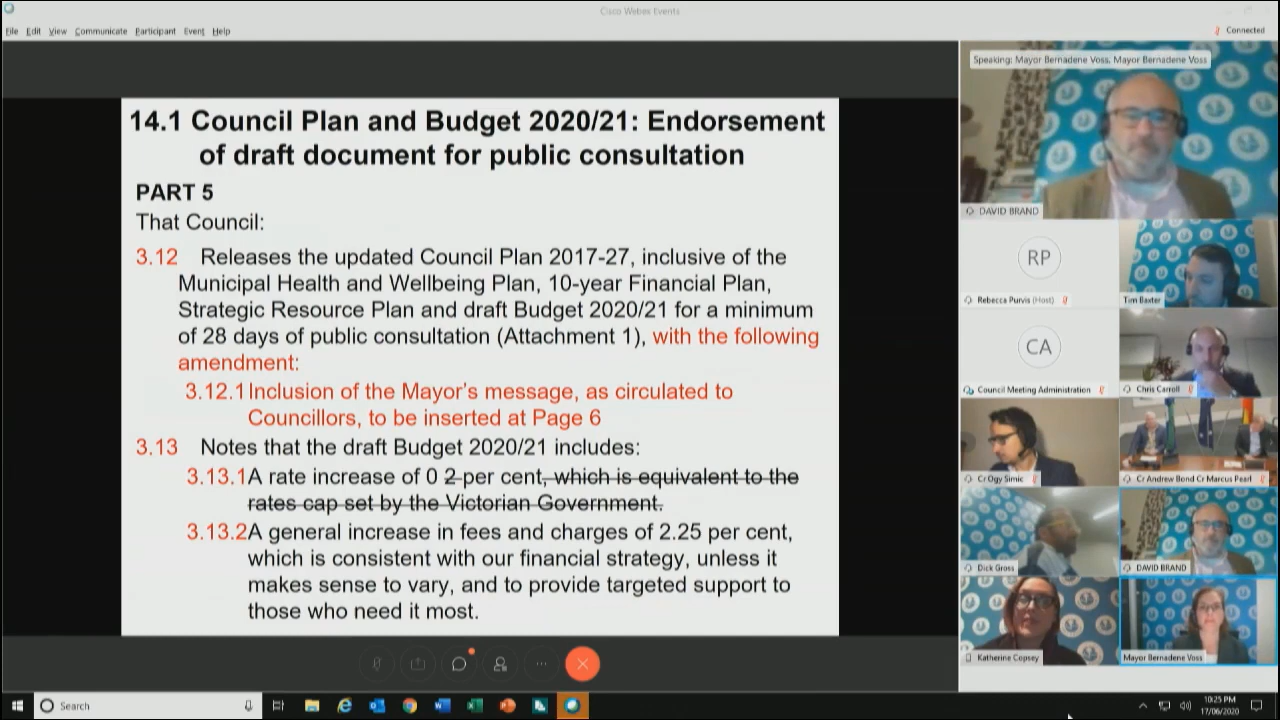 Cisco Webex Events
File Edit View Communicate Participant Event Help
Connected
Speaking: Mayor Bernadene Voss, Mayor Bernadene Voss
14.1 Council Plan and Budget 2020/21: Endorsement
of draft document for public consultation
PART 5
That Council:
3.12 Releases the updated Council Plan 2017-27, inclusive of the
Municipal Health and Wellbeing Plan, 10-year Financial Plan,
Strategic Resource Plan and draft Budget 2020/21 for a minimum
of 28 days of public consultation (Attachment 1), with the following
amendment:
3.12.1 Inclusion of the Mayor's message, as circulated to
Councillors, to be inserted at Page 6
3.13 Notes that the draft Budget 2020/21 includes:
3.13.1 A rate increase of 0 2 per cent, which is equivalent to the
rates cap set by the Victorian Government.
3.13.2 A general increase in fees and charges of 2.25 per cent,
which is consistent with our financial strategy, unless it
makes sense to vary, and to provide targeted support to
those who need it most.
DAVID BRAND
RP
Rebecca Purvis (Host)
Tim Baxter
CA
Council Meeting Administration
Chris Carroll
Cr Ogy Simic
Cr Andrew Bond Cr Marcus Pearl
Dick Gross
DAVID BRAND
Katherine Copsey
Mayor Bernadene Voss
Search
10:25 PM
17/06/2020